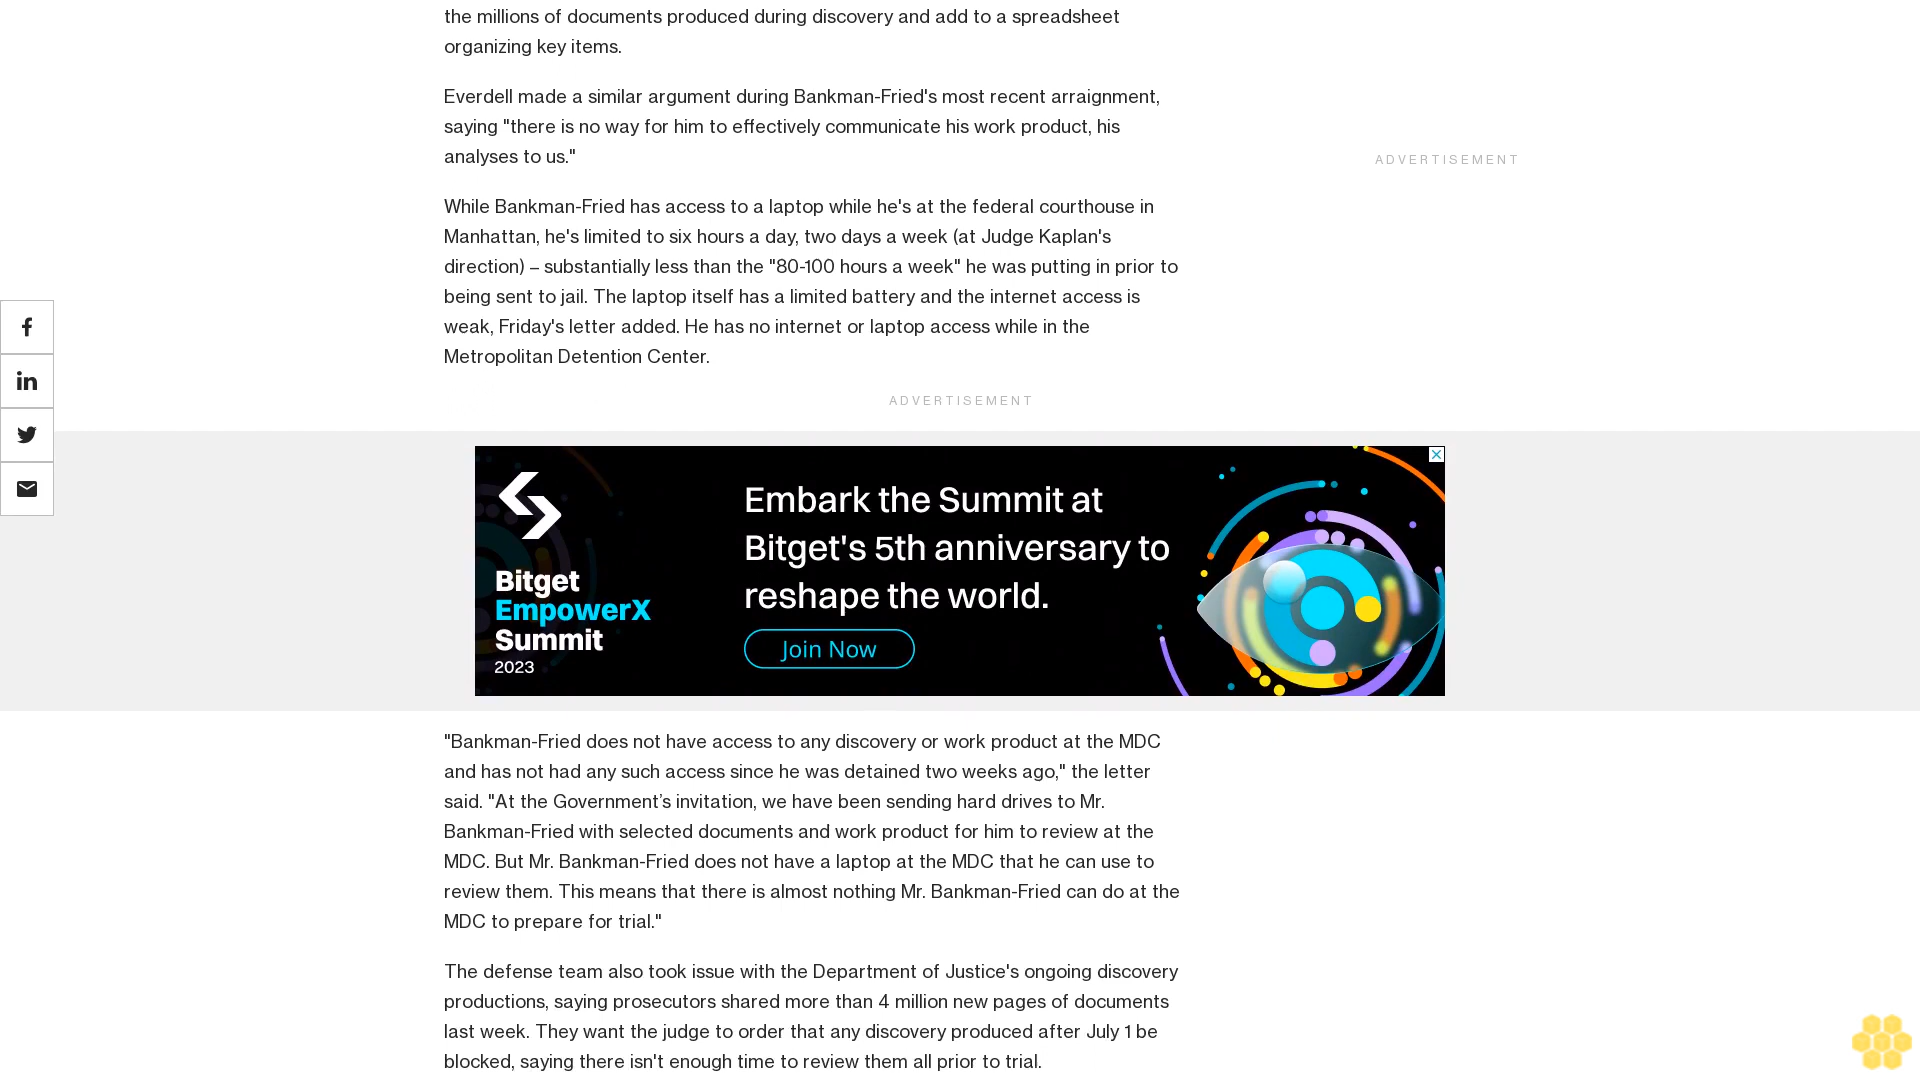 the millions of documents produced during discovery and add to a spreadsheet
organizing key items.
Everdell made a similar argument during Bankman-Fried's most recent arraignment,
saying "there is no way for him to effectively communicate his work product, his
analyses to us."
ADVERTISEMENT
While Bankman-Fried has access to a laptop while he's at the federal courthouse in
Manhattan, he's limited to six hours a day, two days a week (at Judge Kaplan's
direction) – substantially less than the "80-100 hours a week" he was putting in prior to
being sent to jail. The laptop itself has a limited battery and the internet access is
weak, Friday's letter added. He has no internet or laptop access while in the
Metropolitan Detention Center.
ADVERTISEMENT
Bitget
EmpowerX
Summit
2023
Embark the Summit at
Bitget's 5th anniversary to
reshape the world.
Join Now
"Bankman-Fried does not have access to any discovery or work product at the MDC
and has not had any such access since he was detained two weeks ago," the letter
said. "At the Government’s invitation, we have been sending hard drives to Mr.
Bankman-Fried with selected documents and work product for him to review at the
MDC. But Mr. Bankman-Fried does not have a laptop at the MDC that he can use to
review them. This means that there is almost nothing Mr. Bankman-Fried can do at the
MDC to prepare for trial."
The defense team also took issue with the Department of Justice's ongoing discovery
productions, saying prosecutors shared more than 4 million new pages of documents
last week. They want the judge to order that any discovery produced after July 1 be
blocked, saying there isn't enough time to review them all prior to trial.